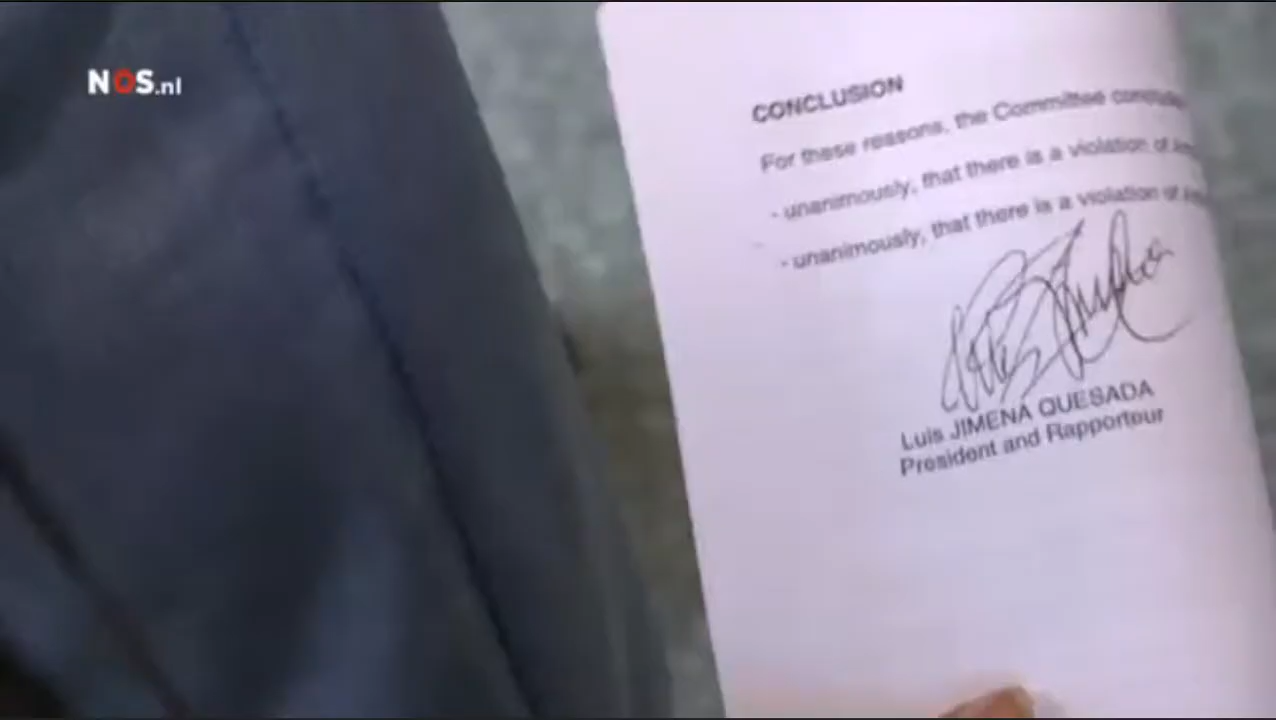 NOS.nl
CONCLUSION
For these reasons, the Committee
- unanimously, that there is a violation of
- unanimously, that there is a violation of
Luis JIMENA QUESADA
President and Rapporteur